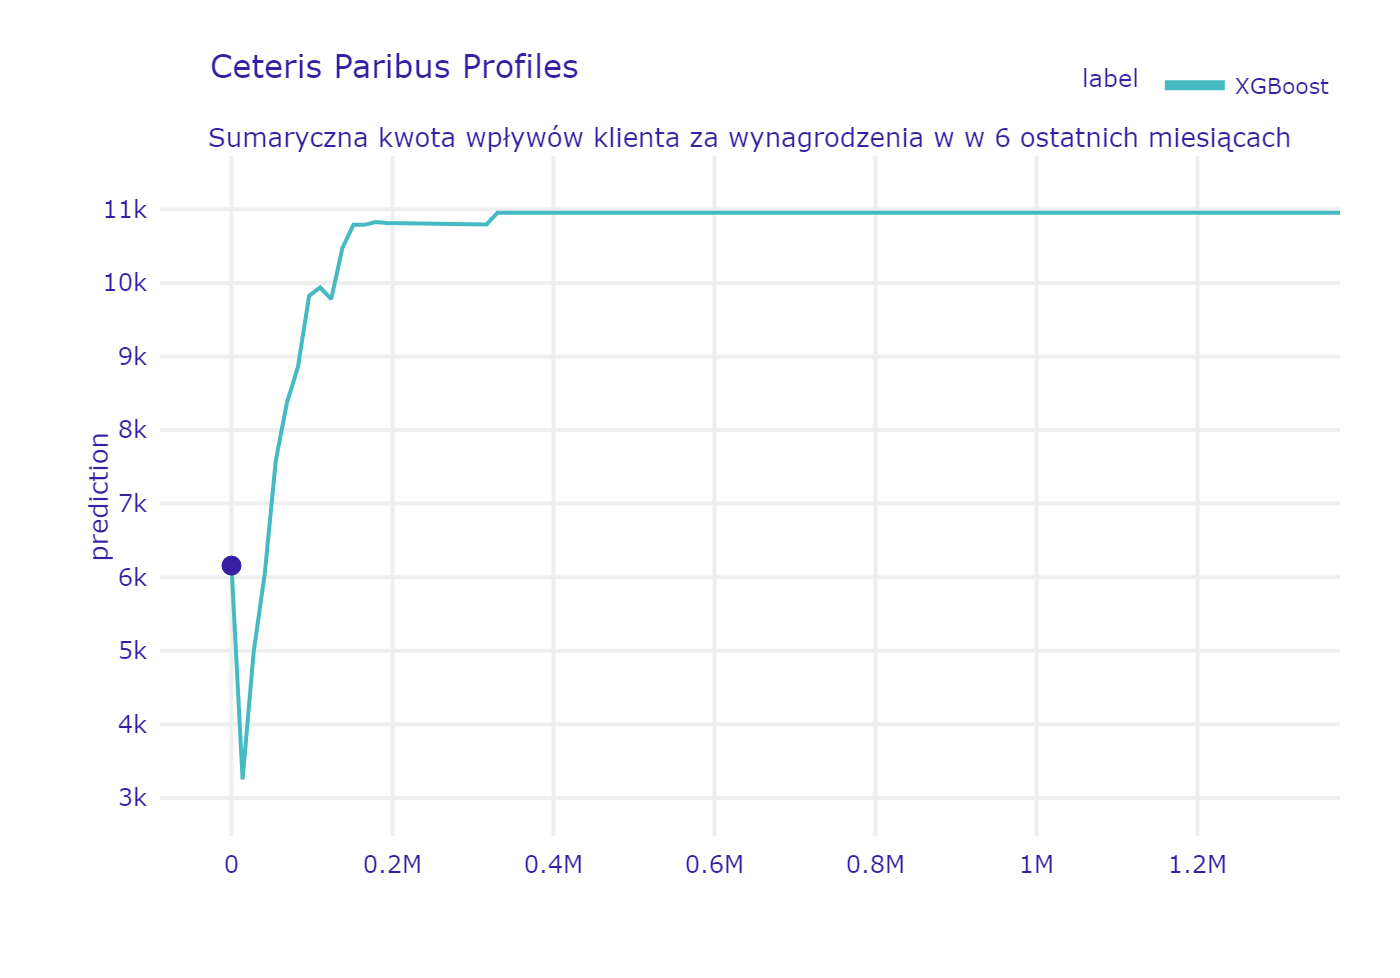 Ceteris Paribus Profiles
label XGBoost
Sumaryczna kwota wpływów klienta za wynagrodzenia w w 6 ostatnich miesiącach
11k
10k
9k
8k
7k
6k
5k
4k
3k
prediction
0 0.2M 0.4M 0.6M 0.8M 1M 1.2M